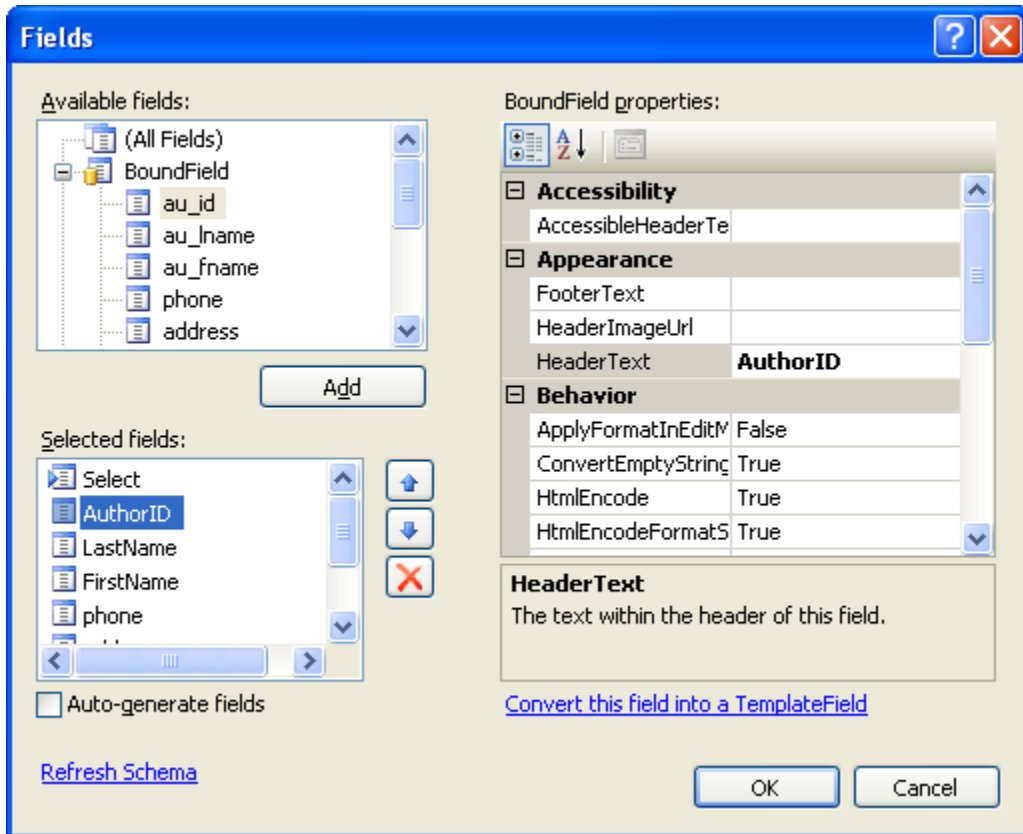 Fields
Available fields:
(All Fields)
BoundField
au_id
au_lname
au_fname
phone
address
Add
Selected fields:
Select
AuthorID
LastName
FirstName
phone
Auto-generate fields
Refresh Schema
BoundField properties:
Accessibility
AccessibleHeaderTe
Appearance
FooterText
HeaderImageUrl
HeaderText AuthorID
Behavior
ApplyFormatInEditM False
ConvertEmptyString True
HtmlEncode True
HtmlEncodeFormatS True
HeaderText
The text within the header of this field.
Convert this field into a TemplateField
OK Cancel